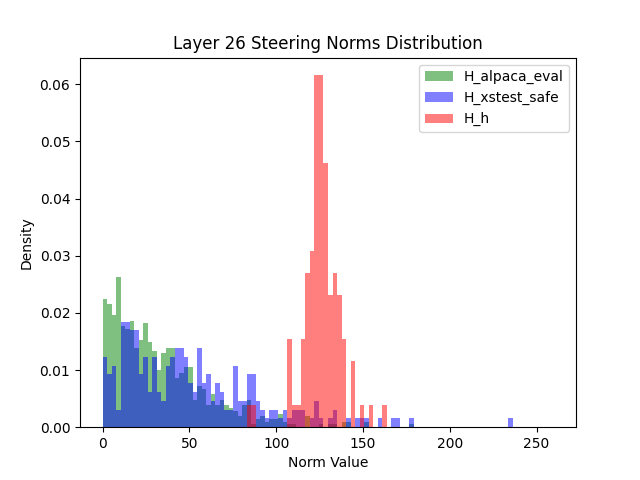 Layer 26 Steering Norms Distribution
H_alpaca_eval
H_xstest_safe
H_h
Density
0.06
0.05
0.04
0.03
0.02
0.01
0.00
0 50 100 150 200 250
Norm Value